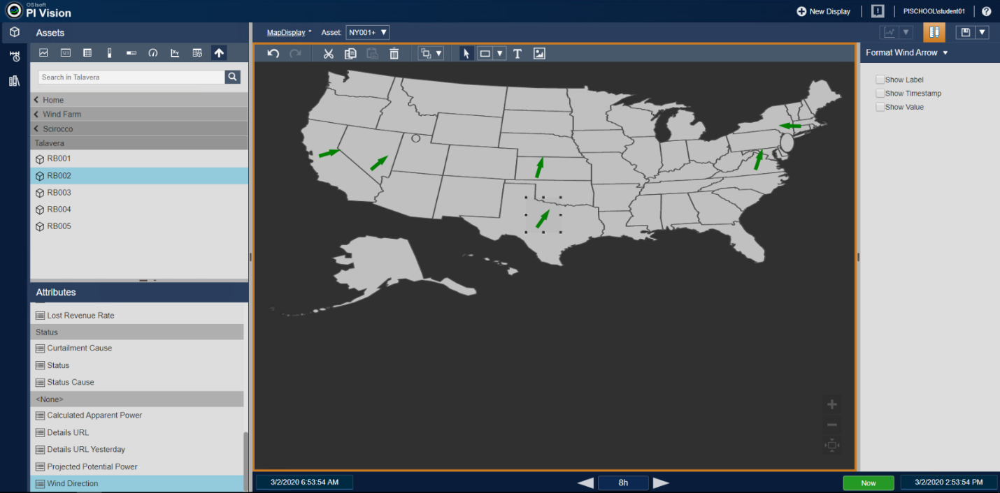 OSIsoft
PI Vision
New Display
PISCHOOL\student01
Assets
MapDisplay * Asset: NY001+
Format Wind Arrow
Search in Talavera
Home
Wind Farm
Scirocco
Talavera
RB001
RB002
RB003
RB004
RB005
Show Label
Show Timestamp
Show Value
Attributes
Lost Revenue Rate
Status
Curtailment Cause
Status
Status Cause
<None>
Calculated Apparent Power
Details URL
Details URL Yesterday
Projected Potential Power
Wind Direction
3/2/2020 6:53:54 AM
8h
Now
3/2/2020 2:53:54 PM